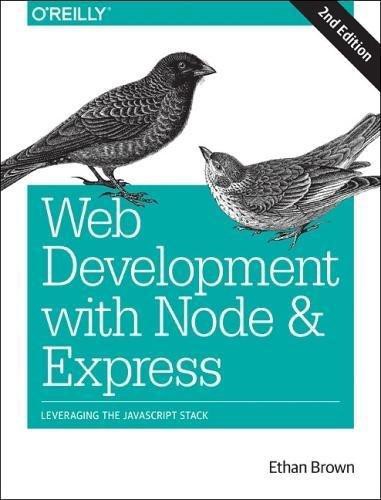 O'REILLY®
2nd Edition
Web
Development
with Node &
Express
LEVERAGING THE JAVASCRIPT STACK
Ethan Brown